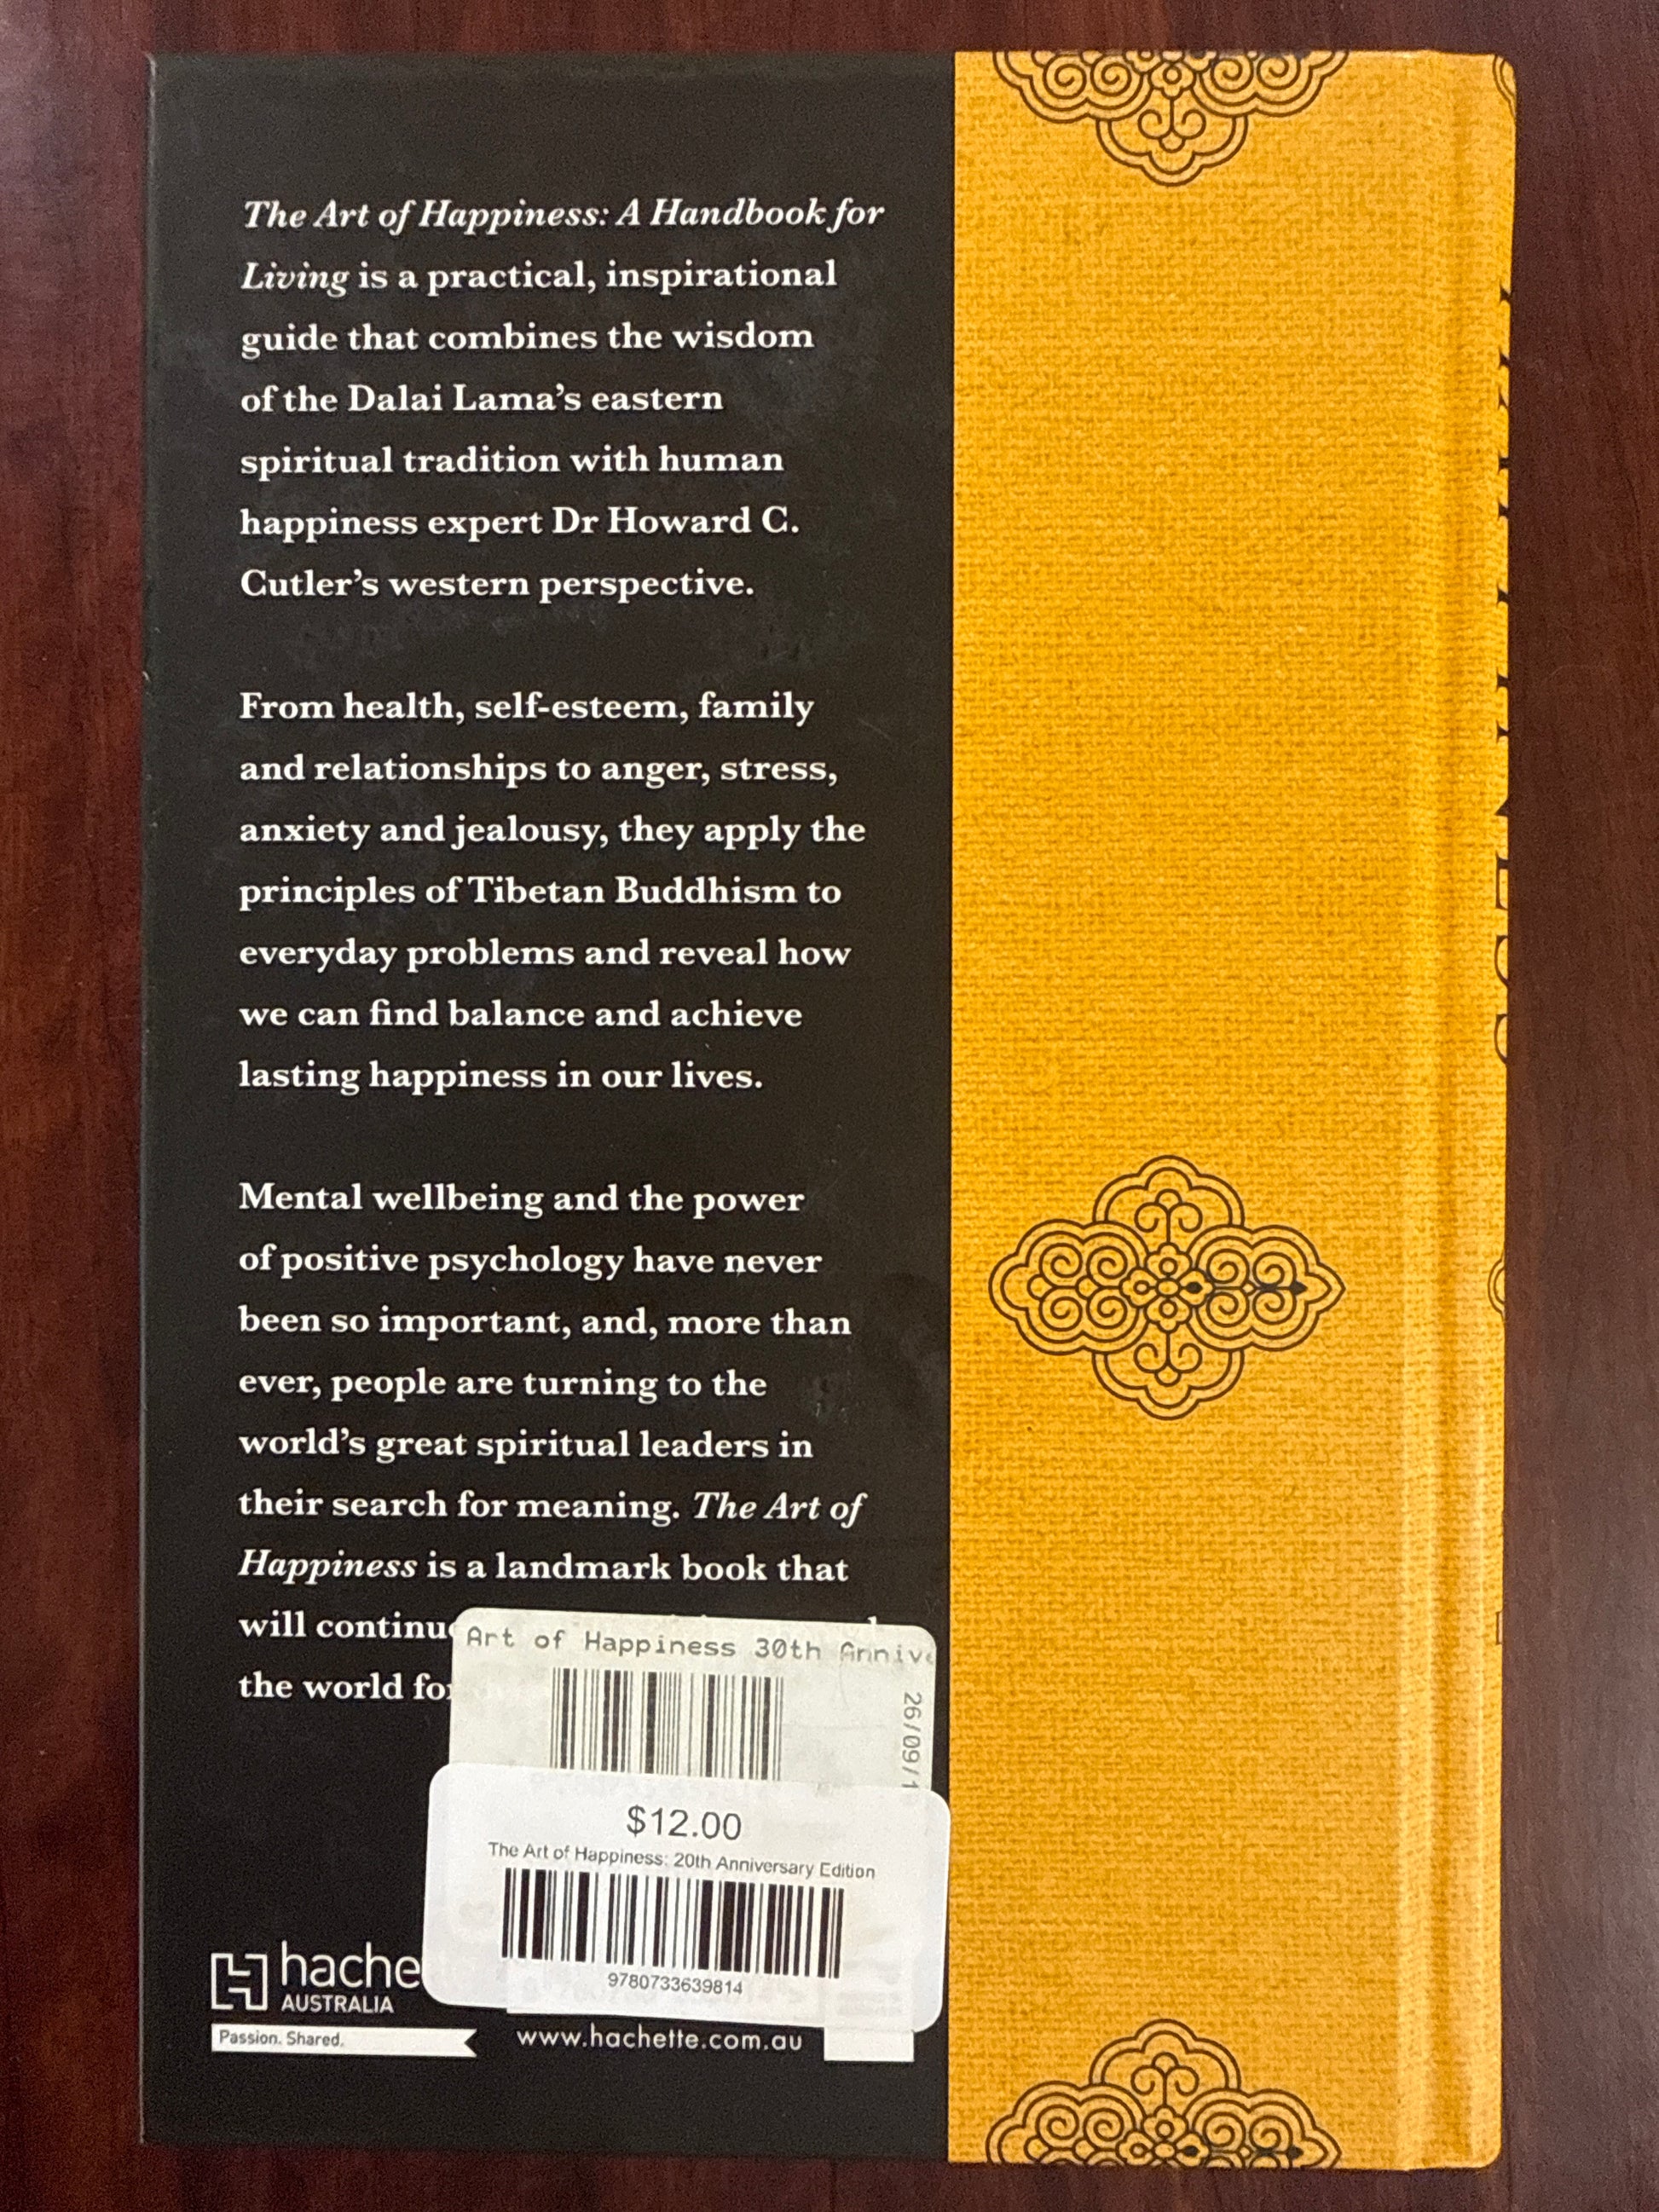 The Art of Happiness: A Handbook for
Living is a practical, inspirational
guide that combines the wisdom
of the Dalai Lama’s eastern
spiritual tradition with human
happiness expert Dr Howard C.
Cutler’s western perspective.
From health, self-esteem, family
and relationships to anger, stress,
anxiety and jealousy, they apply the
principles of Tibetan Buddhism to
everyday problems and reveal how
we can find balance and achieve
lasting happiness in our lives.
Mental wellbeing and the power
of positive psychology have never
been so important, and, more than
ever, people are turning to the
world’s great spiritual leaders in
their search for meaning. The Art of
Happiness is a landmark book that
will continu
the world
Art of Happiness 30th Anniv
26/09/1
$12.00
The Art of Happiness: 20th Anniversary Edition
9780733639814
hache
AUSTRALIA
Passion. Shared.
www.hachette.com.au